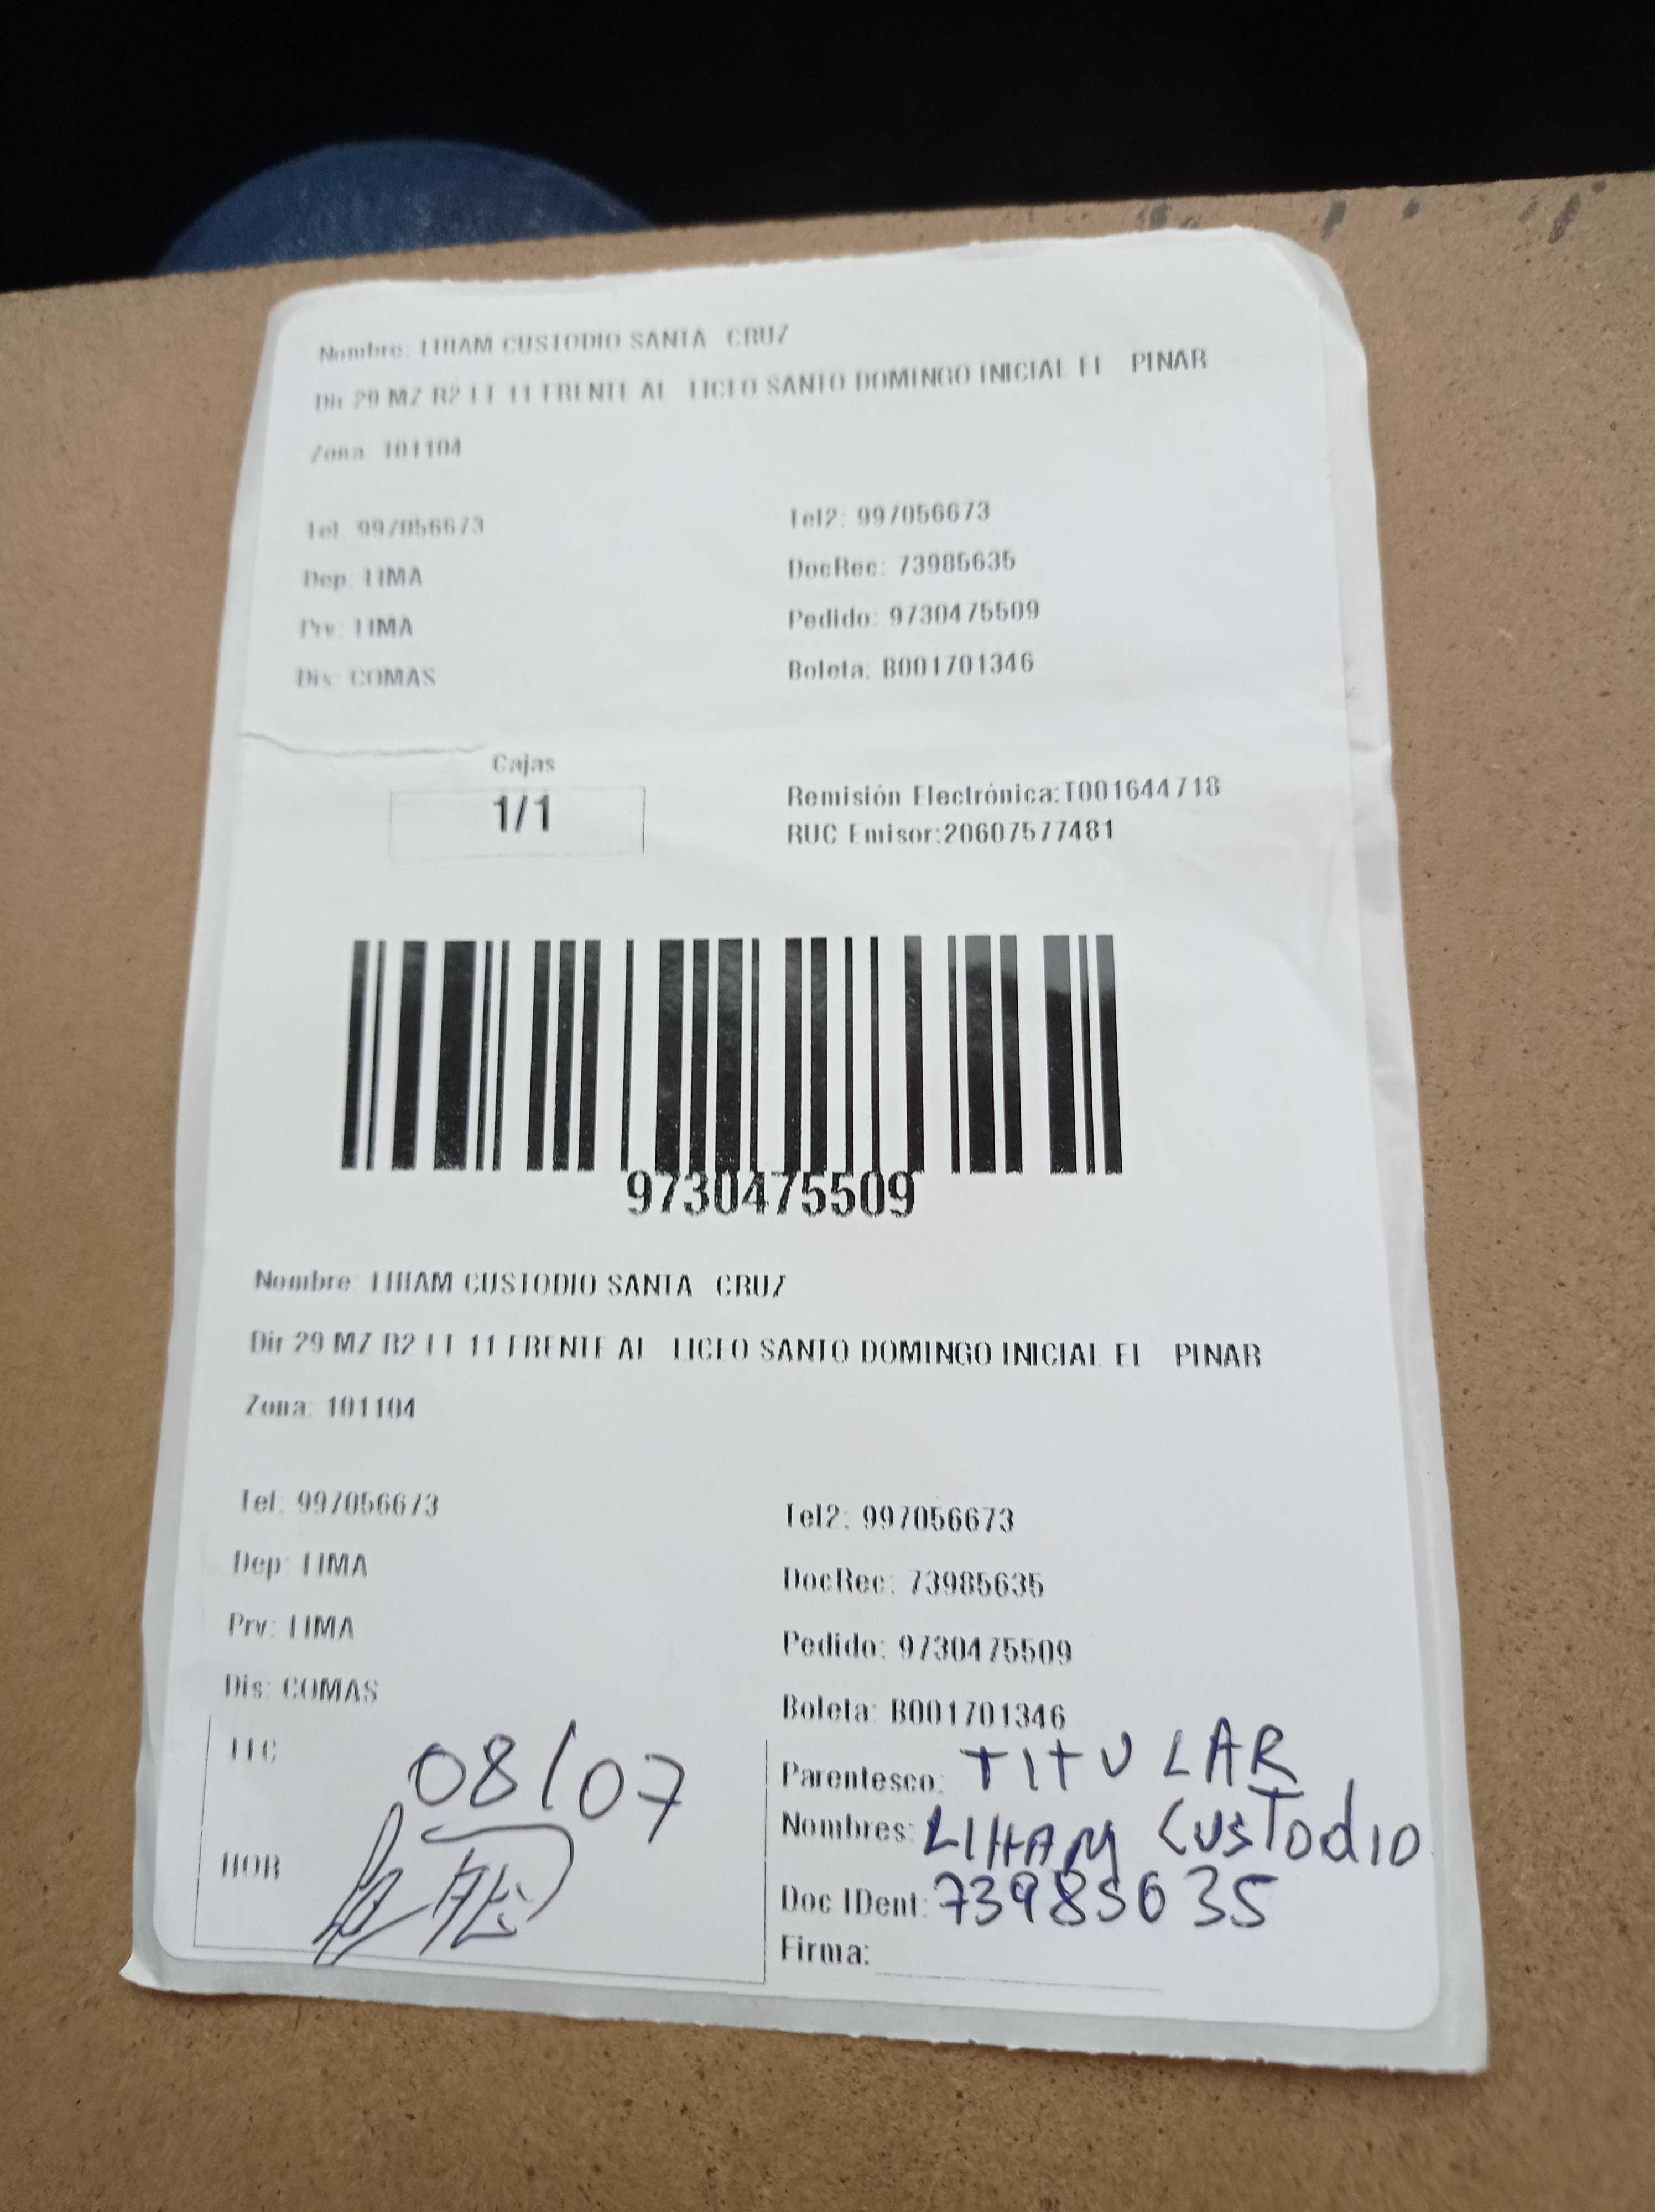 Nombre: LIHAM CUSTODIO SANTA CRUZ
Dir 29 MZ R2 LT 11 FRENTE AL LICEO SANTO DOMINGO INICIAL EL PINAR
Zona: 101104
Tel: 997056673 Tel2: 997056673
Dep: LIMA DocRec: 73985635
Prv: LIMA Pedido: 9730475509
Dis: COMAS Boleta: B001701346
Cajas
1/1
Remisión Electrónica:T001644718
RUC Emisor:20607577481
9730475509
Nombre: LIHAM CUSTODIO SANTA CRUZ
Dir 29 MZ R2 LT 11 FRENTE AL LICEO SANTO DOMINGO INICIAL EL PINAR
Zona: 101104
Tel: 997056673 Tel2: 997056673
Dep: LIMA DocRec: 73985635
Prv: LIMA Pedido: 9730475509
Dis: COMAS Boleta: B001701346
08/07
HOR
Parentesco: TITULAR
Nombres: LIHAM CUSTODIO
Doc IDent: 73985635
Firma: